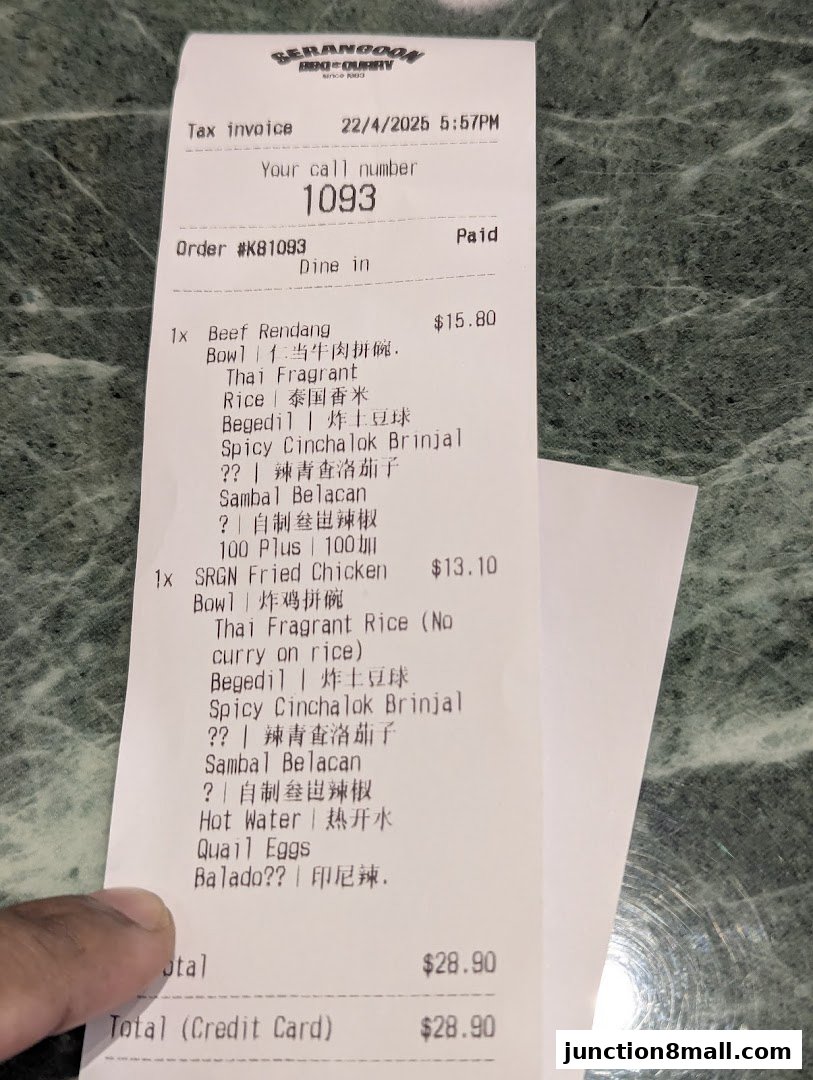 SERANGOON
BBQ & CURRY
since 1983
Tax invoice 22/4/2025 5:57PM
Your call number
1093
Order #K81093 Paid
Dine in
1x Beef Rendang $15.80
Bowl | 仁当牛肉拼碗.
Thai Fragrant
Rice | 泰国香米
Begedil | 炸土豆球
Spicy Cinchalok Brinjal
?? | 辣青查洛茄子
Sambal Belacan
? | 自制叁峇辣椒
100 Plus | 100加
1x SRGN Fried Chicken $13.10
Bowl | 炸鸡拼碗
Thai Fragrant Rice (No
curry on rice)
Begedil | 炸土豆球
Spicy Cinchalok Brinjal
?? | 辣青查洛茄子
Sambal Belacan
? | 自制叁峇辣椒
Hot Water | 热开水
Quail Eggs
Balado?? | 印尼辣.
otal $28.90
Total (Credit Card) $28.90
junction8mall.com